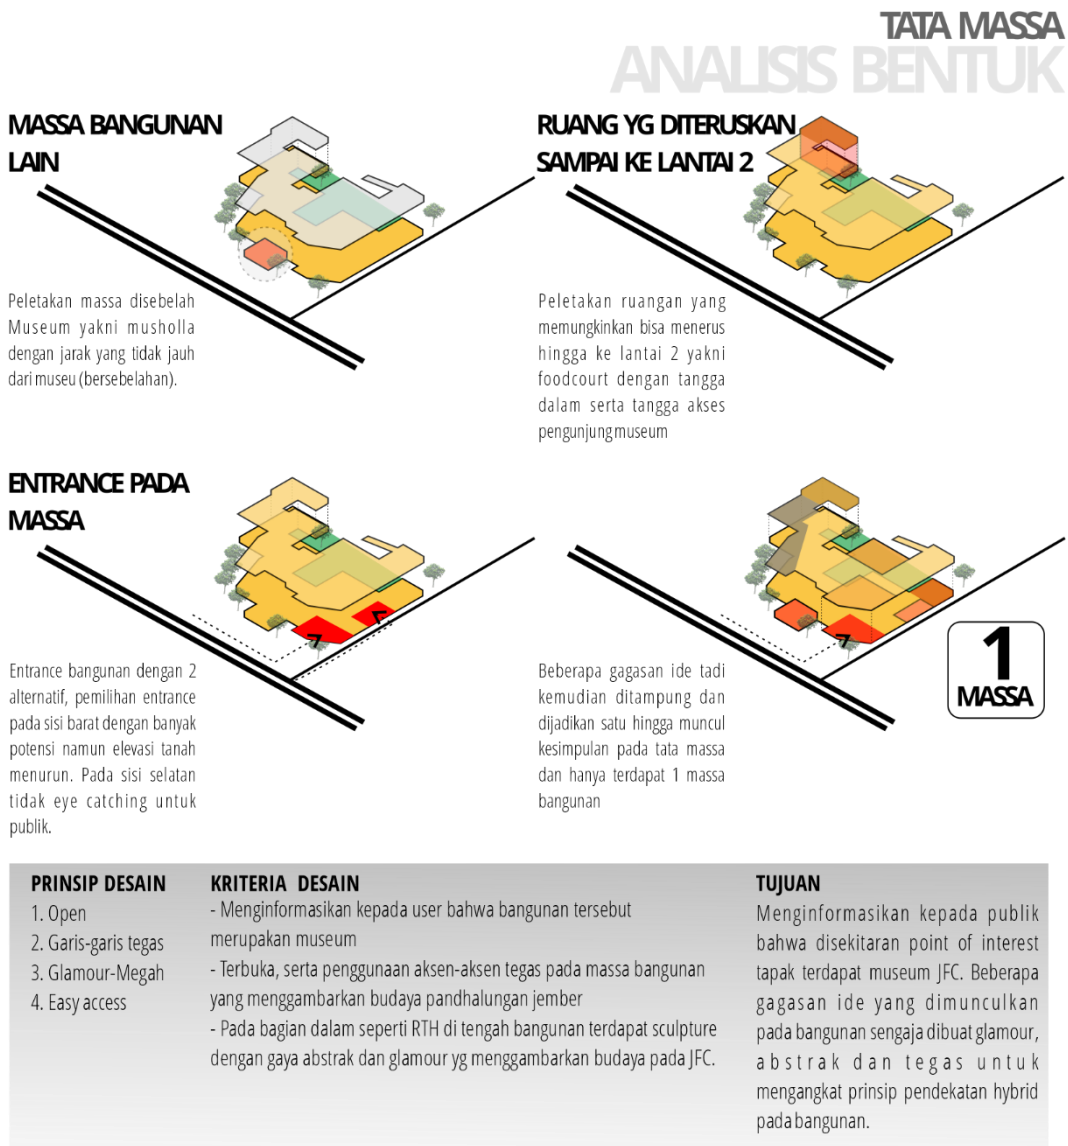 TATA MASSA
ANALISIS BENTUK
MASSA BANGUNAN
LAIN
Peletakan massa disebelah
Museum yakni musholla
dengan jarak yang tidak jauh
dari museu (bersebelahan).
RUANG YG DITERUSKAN
SAMPAI KE LANTAI 2
Peletakan ruangan yang
memungkinkan bisa menerus
hingga ke lantai 2 yakni
foodcourt dengan tangga
dalam serta tangga akses
pengunjung museum
ENTRANCE PADA
MASSA
Entrance bangunan dengan 2
alternatif, pemilihan entrance
pada sisi barat dengan banyak
potensi namun elevasi tanah
menurun. Pada sisi selatan
tidak eye catching untuk
publik.
Beberapa gagasan ide tadi
kemudian ditampung dan
dijadikan satu hingga muncul
kesimpulan pada tata massa
dan hanya terdapat 1 massa
bangunan
1
MASSA
PRINSIP DESAIN
1. Open
2. Garis-garis tegas
3. Glamour-Megah
4. Easy access
KRITERIA DESAIN
- Menginformasikan kepada user bahwa bangunan tersebut
merupakan museum
- Terbuka, serta penggunaan aksen-aksen tegas pada massa bangunan
yang menggambarkan budaya pandhalungan jember
- Pada bagian dalam seperti RTH di tengah bangunan terdapat sculpture
dengan gaya abstrak dan glamour yg menggambarkan budaya pada JFC.
TUJUAN
Menginformasikan kepada publik
bahwa disekitaran point of interest
tapak terdapat museum JFC. Beberapa
gagasan ide yang dimunculkan
pada bangunan sengaja dibuat glamour,
abstrak dan tegas untuk
mengangkat prinsip pendekatan hybrid
pada bangunan.